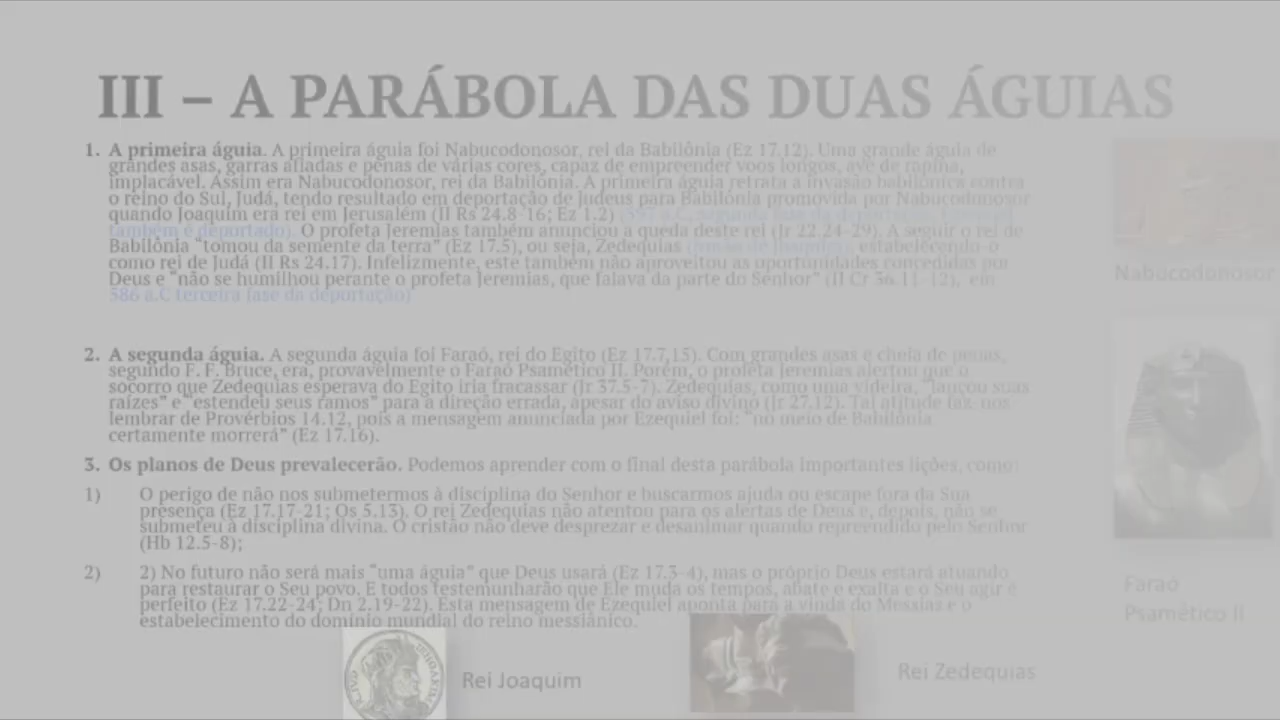 III – A PARÁBOLA DAS DUAS ÁGUIAS
1. A primeira águia. A primeira águia foi Nabucodonosor, rei da Babilônia (Ez 17.12). Uma grande águia de
grandes asas, garras afiadas e penas de várias cores, capaz de empreender voos longos, ave de rapina,
implacável. Assim era Nabucodonosor, rei da Babilônia. A primeira águia retrata a invasão babilônica contra
o reino do Sul, Judá, tendo resultado em deportação de judeus para Babilônia promovida por Nabucodonosor
quando Joaquim era rei em Jerusalém (II Rs 24.8-16; Ez 1.2) (597 a.C, segunda fase da deportação, Ezequiel
também é deportado). O profeta Jeremias também anunciou a queda deste rei (Jr 22.24-29). A seguir o rei de
Babilônia “tomou da semente da terra” (Ez 17.5), ou seja, Zedequias estabelecendo-o
como rei de Judá (II Rs 24.17). Infelizmente, este também não aproveitou as oportunidades concedidas por
Deus e “não se humilhou perante o profeta Jeremias, que falava da parte do Senhor” (II Cr 36.11-12), em
586 a.C terceira fase da deportação)
2. A segunda águia. A segunda águia foi Faraó, rei do Egito (Ez 17.7,15). Com grandes asas e cheia de penas,
segundo F. F. Bruce, era, provavelmente o Faraó Psamético II. Porém, o profeta Jeremias alertou que o
socorro que Zedequias esperava do Egito iria fracassar (Jr 37.5-7). Zedequias, como uma videira, “lançou suas
raízes” e “estendeu seus ramos” para a direção errada, apesar do aviso divino (Jr 27.12). Tal atitude faz-nos
lembrar de Provérbios 14.12, pois a mensagem anunciada por Ezequiel foi: “no meio de Babilônia
certamente morrerá” (Ez 17.16).
3. Os planos de Deus prevalecerão. Podemos aprender com o final desta parábola importantes lições, como:
1) O perigo de não nos submetermos à disciplina do Senhor e buscarmos ajuda ou escape fora da Sua
presença (Ez 17.17-21; Os 5.13). O rei Zedequias não atentou para os alertas de Deus e, depois, não se
submeteu à disciplina divina. O cristão não deve desprezar e desanimar quando repreendido pelo Senhor
(Hb 12.5-8);
2) 2) No futuro não será mais “uma águia” que Deus usará (Ez 17.3-4), mas o próprio Deus estará atuando
para restaurar o Seu povo. E todos testemunharão que Ele muda os tempos, abate e exalta e o Seu agir é
perfeito (Ez 17.22-24; Dn 2.19-22). Esta mensagem de Ezequiel aponta para a vinda do Messias e o
estabelecimento do domínio mundial do reino messiânico.
Nabucodonosor
Faraó
Psamético II
Rei Joaquim
Rei Zedequias